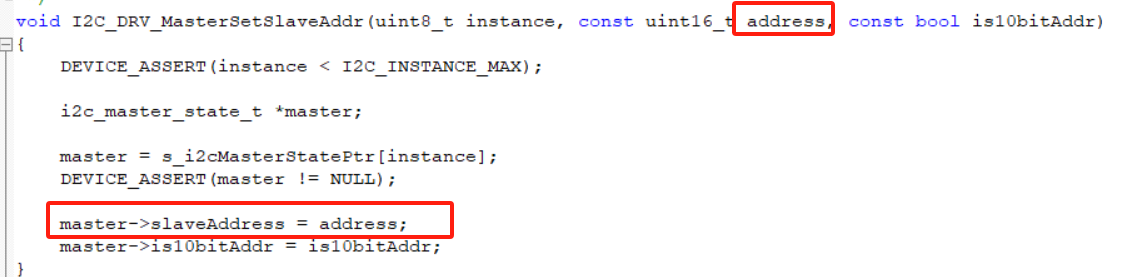 void I2C_DRV_MasterSetSlaveAddr(uint8_t instance, const uint16_t address, const bool is10bitAddr)
{
    DEVICE_ASSERT(instance < I2C_INSTANCE_MAX);
    i2c_master_state_t *master;
    master = s_i2cMasterStatePtr[instance];
    DEVICE_ASSERT(master != NULL);
    master->slaveAddress = address;
    master->is10bitAddr = is10bitAddr;
}